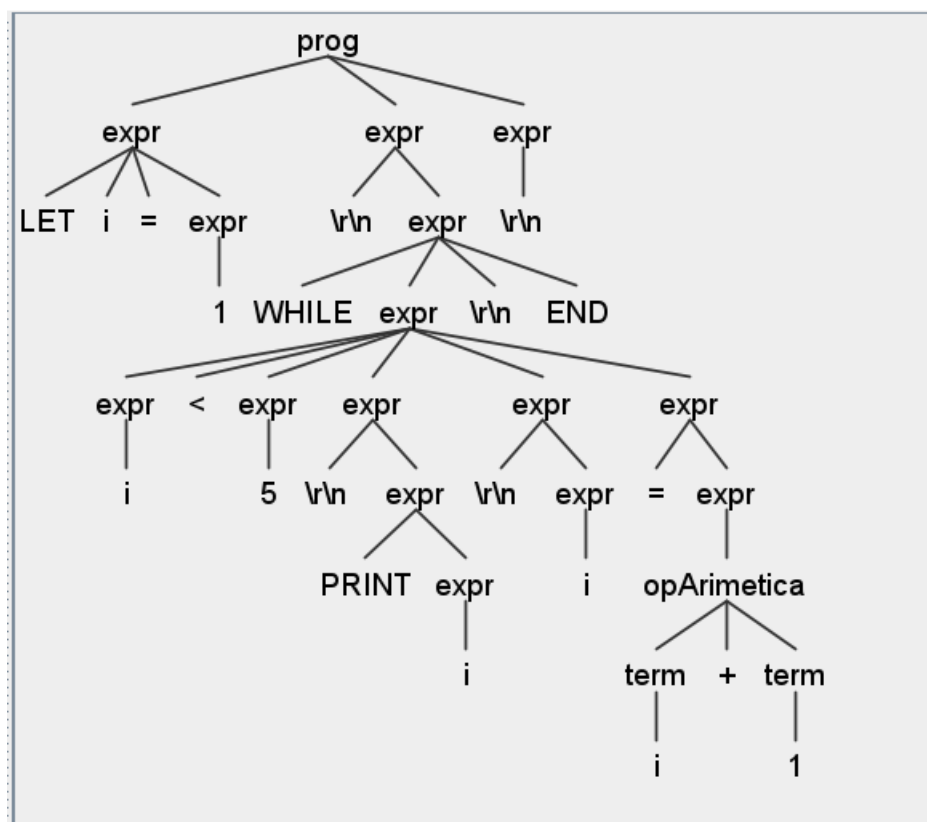 prog
expr expr expr
LET i = expr \r\n expr \r\n
1 WHILE expr \r\n END
expr < expr expr expr expr
i 5 \r\n expr \r\n expr = expr
PRINT expr i opArimetica
i term + term
i 1